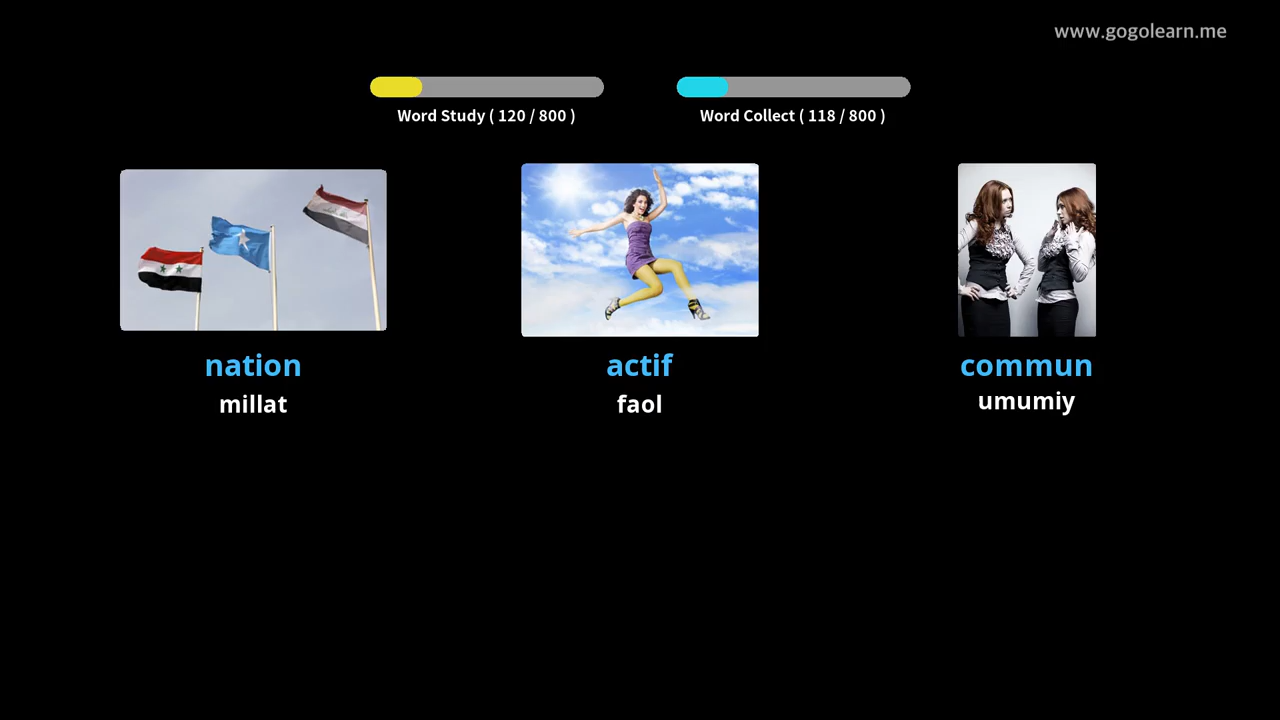 www.gogolearn.me
Word Study ( 120 / 800 )
Word Collect ( 118 / 800 )
nation
millat
actif
faol
commun
umumiy